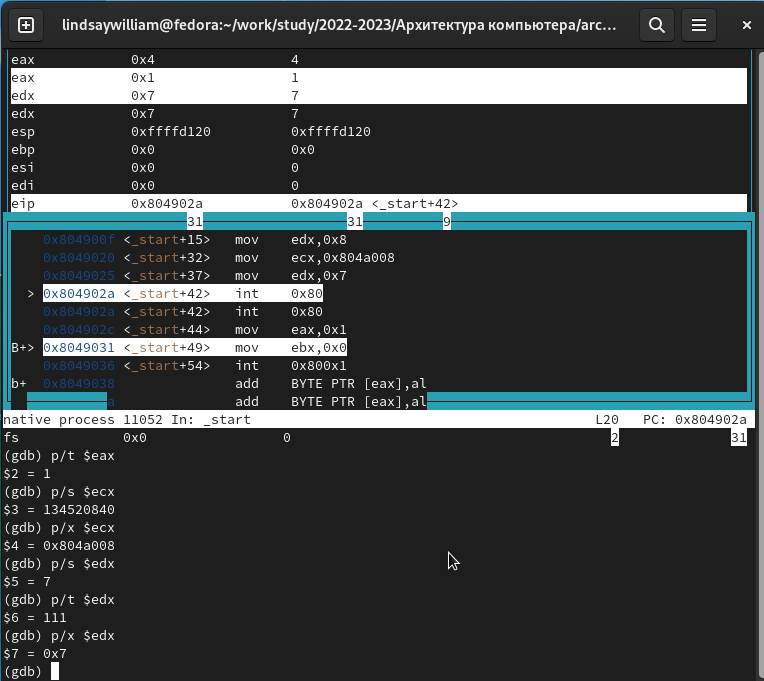 lindsaywilliam@fedora:~/work/study/2022-2023/Архитектура компьютера/arc...
eax 0x4 4
eax 0x1 1
edx 0x7 7
edx 0x7 7
esp 0xffffd120 0xffffd120
ebp 0x0 0x0
esi 0x0 0
edi 0x0 0
eip 0x804902a 0x804902a <_start+42>
31 31 9
0x804900f <_start+15> mov edx,0x8
0x8049020 <_start+32> mov ecx,0x804a008
0x8049025 <_start+37> mov edx,0x7
> 0x804902a <_start+42> int 0x80
0x804902a <_start+42> int 0x80
0x804902c <_start+44> mov eax,0x1
B+> 0x8049031 <_start+49> mov ebx,0x0
0x8049036 <_start+54> int 0x800x1
b+ 0x8049038 add BYTE PTR [eax],al
a add BYTE PTR [eax],al
native process 11052 In: _start L20 PC: 0x804902a
fs 0x0 0 2 31
(gdb) p/t $eax
$2 = 1
(gdb) p/s $ecx
$3 = 134520840
(gdb) p/x $ecx
$4 = 0x804a008
(gdb) p/s $edx
$5 = 7
(gdb) p/t $edx
$6 = 111
(gdb) p/x $edx
$7 = 0x7
(gdb)